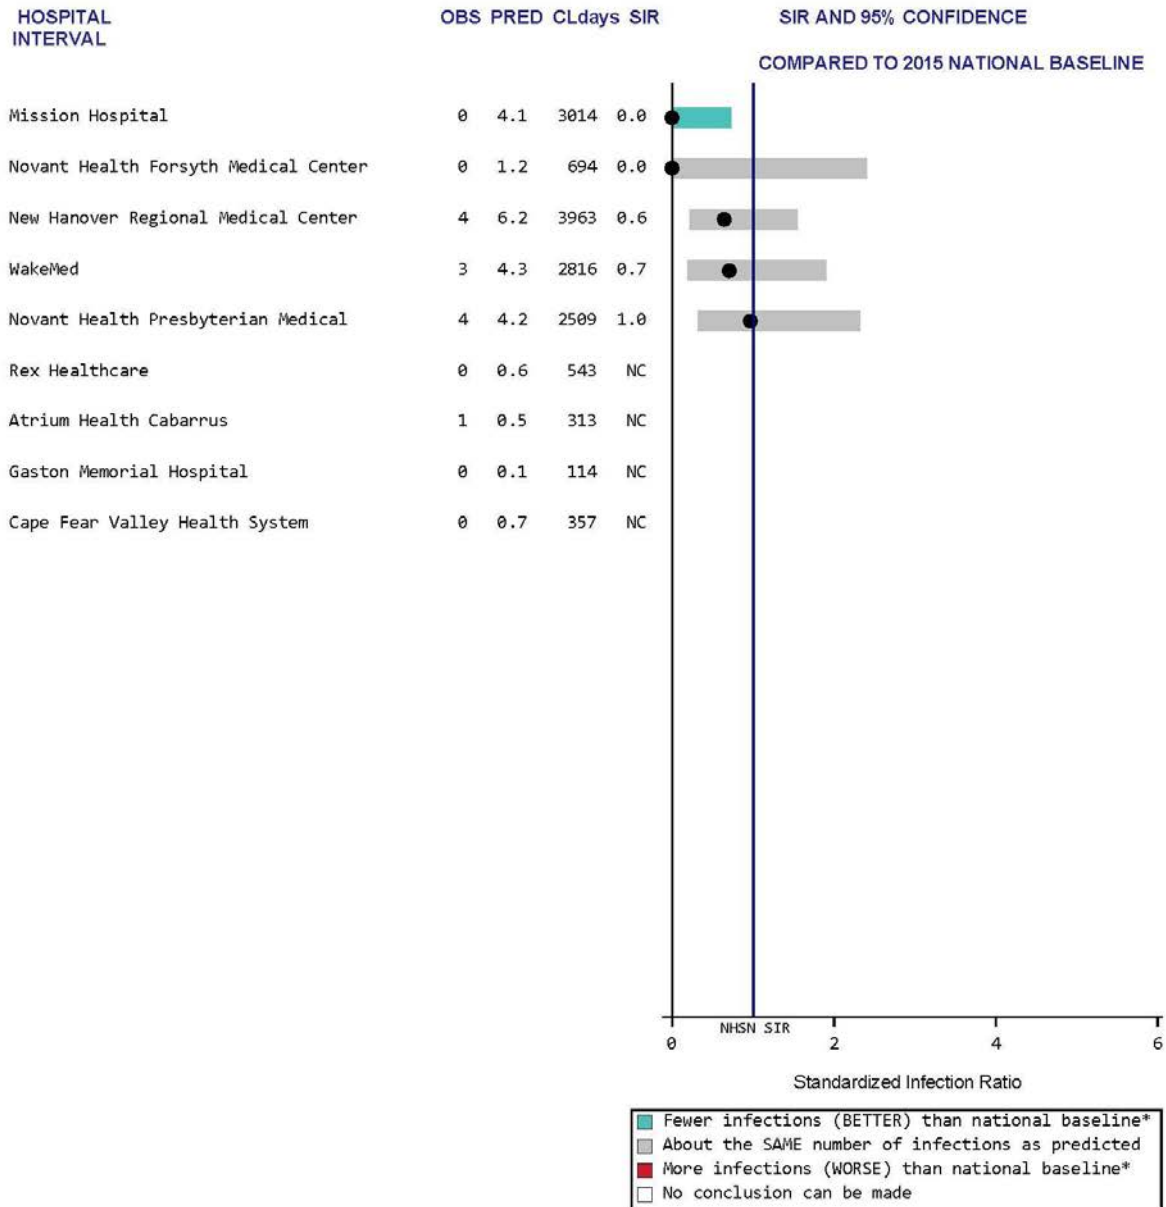 HOSPITAL OBS PRED CLdays SIR SIR AND 95% CONFIDENCE
INTERVAL
COMPARED TO 2015 NATIONAL BASELINE
Mission Hospital 0 4.1 3014 0.0
Novant Health Forsyth Medical Center 0 1.2 694 0.0
New Hanover Regional Medical Center 4 6.2 3963 0.6
WakeMed 3 4.3 2816 0.7
Novant Health Presbyterian Medical 4 4.2 2509 1.0
Rex Healthcare 0 0.6 543 NC
Atrium Health Cabarrus 1 0.5 313 NC
Gaston Memorial Hospital 0 0.1 114 NC
Cape Fear Valley Health System 0 0.7 357 NC
NHSN SIR
0 2 4 6
Standardized Infection Ratio
Fewer infections (BETTER) than national baseline*
About the SAME number of infections as predicted
More infections (WORSE) than national baseline*
No conclusion can be made